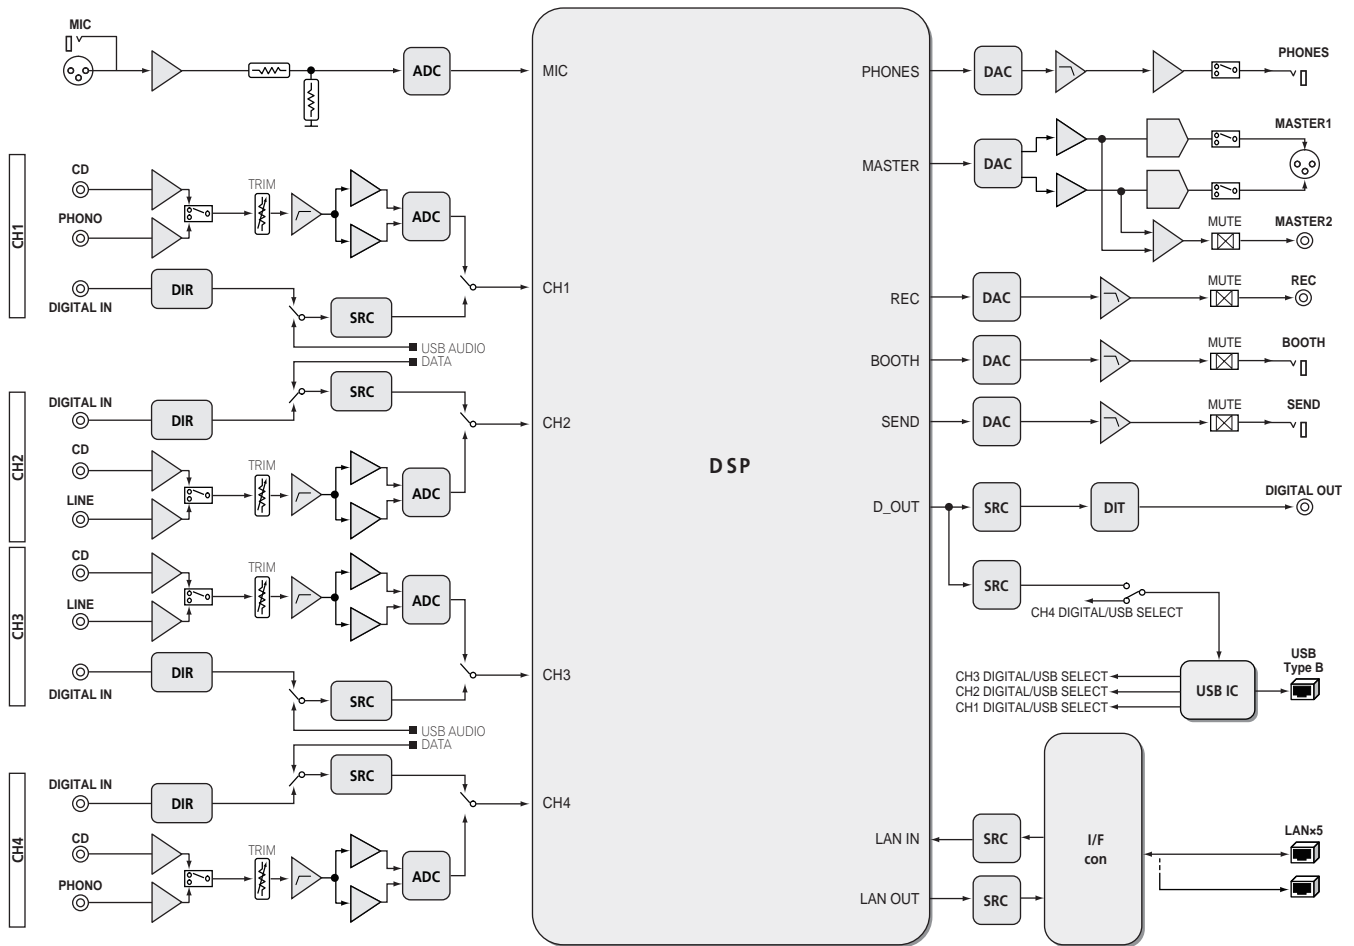 MIC
ADC
MIC
CH1
CD
PHONO
TRIM
ADC
DIGITAL IN
DIR
SRC
CH1
USB AUDIO
DATA
CH2
DIGITAL IN
DIR
SRC
CH2
CD
LINE
TRIM
ADC
CH3
CD
LINE
TRIM
ADC
DIGITAL IN
DIR
SRC
CH3
USB AUDIO
DATA
CH4
DIGITAL IN
DIR
SRC
CH4
CD
PHONO
TRIM
ADC
DSP
PHONES
DAC
PHONES
MASTER
DAC
MASTER1
MUTE
MASTER2
REC
DAC
MUTE
REC
BOOTH
DAC
MUTE
BOOTH
SEND
DAC
MUTE
SEND
D_OUT
SRC
DIT
DIGITAL OUT
SRC
CH4 DIGITAL/USB SELECT
CH3 DIGITAL/USB SELECT
CH2 DIGITAL/USB SELECT
CH1 DIGITAL/USB SELECT
USB IC
USB
Type B
LAN IN
SRC
I/F
con
LAN×5
LAN OUT
SRC